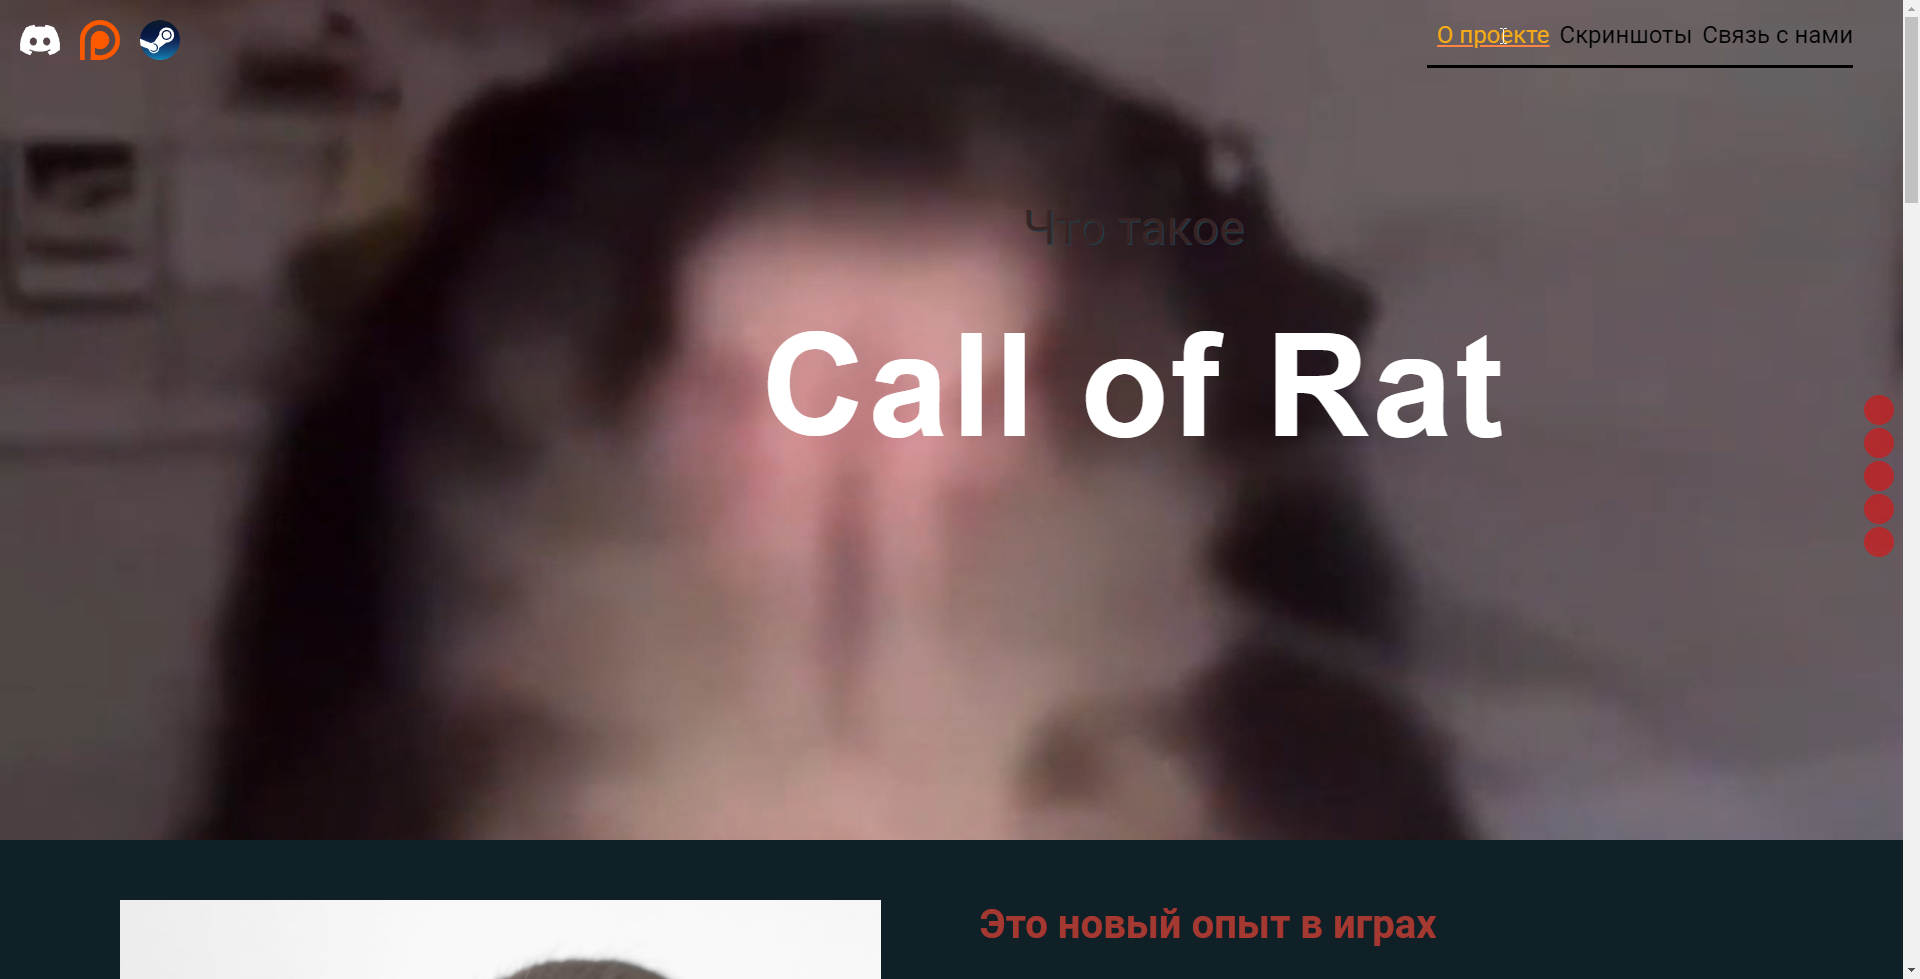 О проекте Скриншоты Связь с нами
Что такое
Call of Rat
Это новый опыт в играх